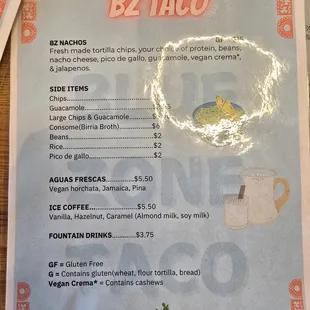 BZ TACO
BZ NACHOS
Fresh made tortilla chips, your choice of protein, beans,
nacho cheese, pico de gallo, guacamole, vegan crema*,
& jalapenos.
SIDE ITEMS
Chips
Guacamole
Large Chips & Guacamole
Consome(Birria Broth)....................$6
Beans..............................................$2
Rice..................................................$2
Pico de gallo...................................$2
AGUAS FRESCAS..............$5.50
Vegan horchata, Jamaica, Pina
ICE COFFEE......................$5.50
Vanilla, Hazelnut, Caramel (Almond milk, soy milk)
FOUNTAIN DRINKS............$3.75
GF = Gluten Free
G = Contains gluten(wheat, flour tortilla, bread)
Vegan Crema* = Contains cashews
BLUE
ZONE
TACO